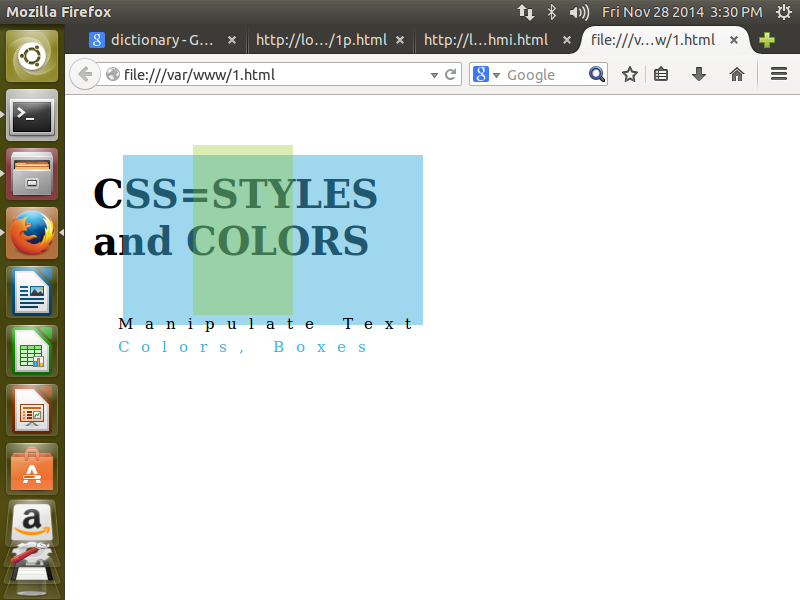 Mozilla Firefox
Fri Nov 28 2014 3:30 PM
dictionary - G…
http://lo…/1p.html
http://l…hmi.html
file:///v…w/1.html
file:///var/www/1.html
Google
CSS=STYLES
and COLORS
Manipulate Text
Colors, Boxes